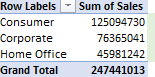 Row Labels Sum of Sales
Consumer 125094730
Corporate 76365041
Home Office 45981242
Grand Total 247441013